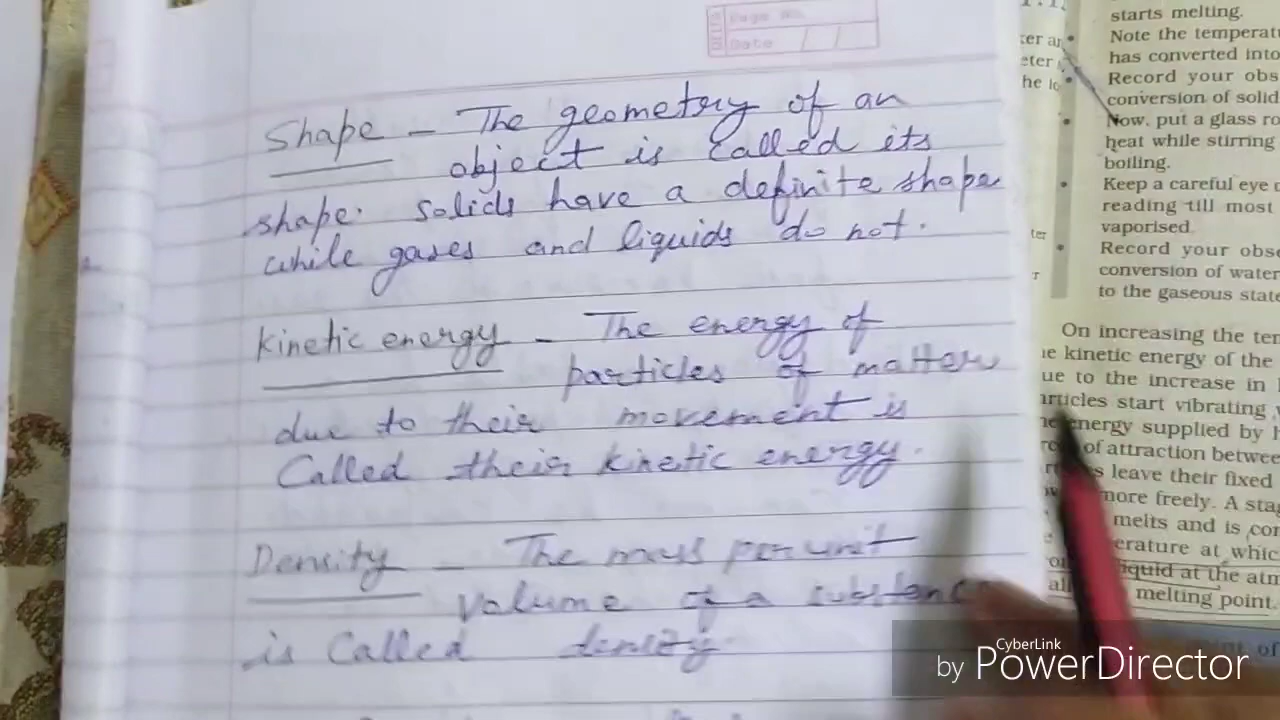 Page No.
Date / /
Shape - The geometry of an
object is called its
shape. Solids have a definite shape
while gases and liquids do not.
Kinetic energy - The energy of
particles of matter
due to their movement is
Called their kinetic energy.
Density - The mass per unit
volume of a substance
is called density.
starts melting.
Note the temperat
has converted into
Record your obs
conversion of solid
Now, put a glass ro
heat while stirring
boiling.
Keep a careful eye
reading till most
vaporised.
Record your obse
conversion of water
to the gaseous state
On increasing the ter
kinetic energy of the
ue to the increase in
articles start vibrating
energy supplied by h
of attraction betwee
leave their fixed
more freely. A sta
melts and is con
erature at whic
liquid at the atm
melting point.
CyberLink
by PowerDirector